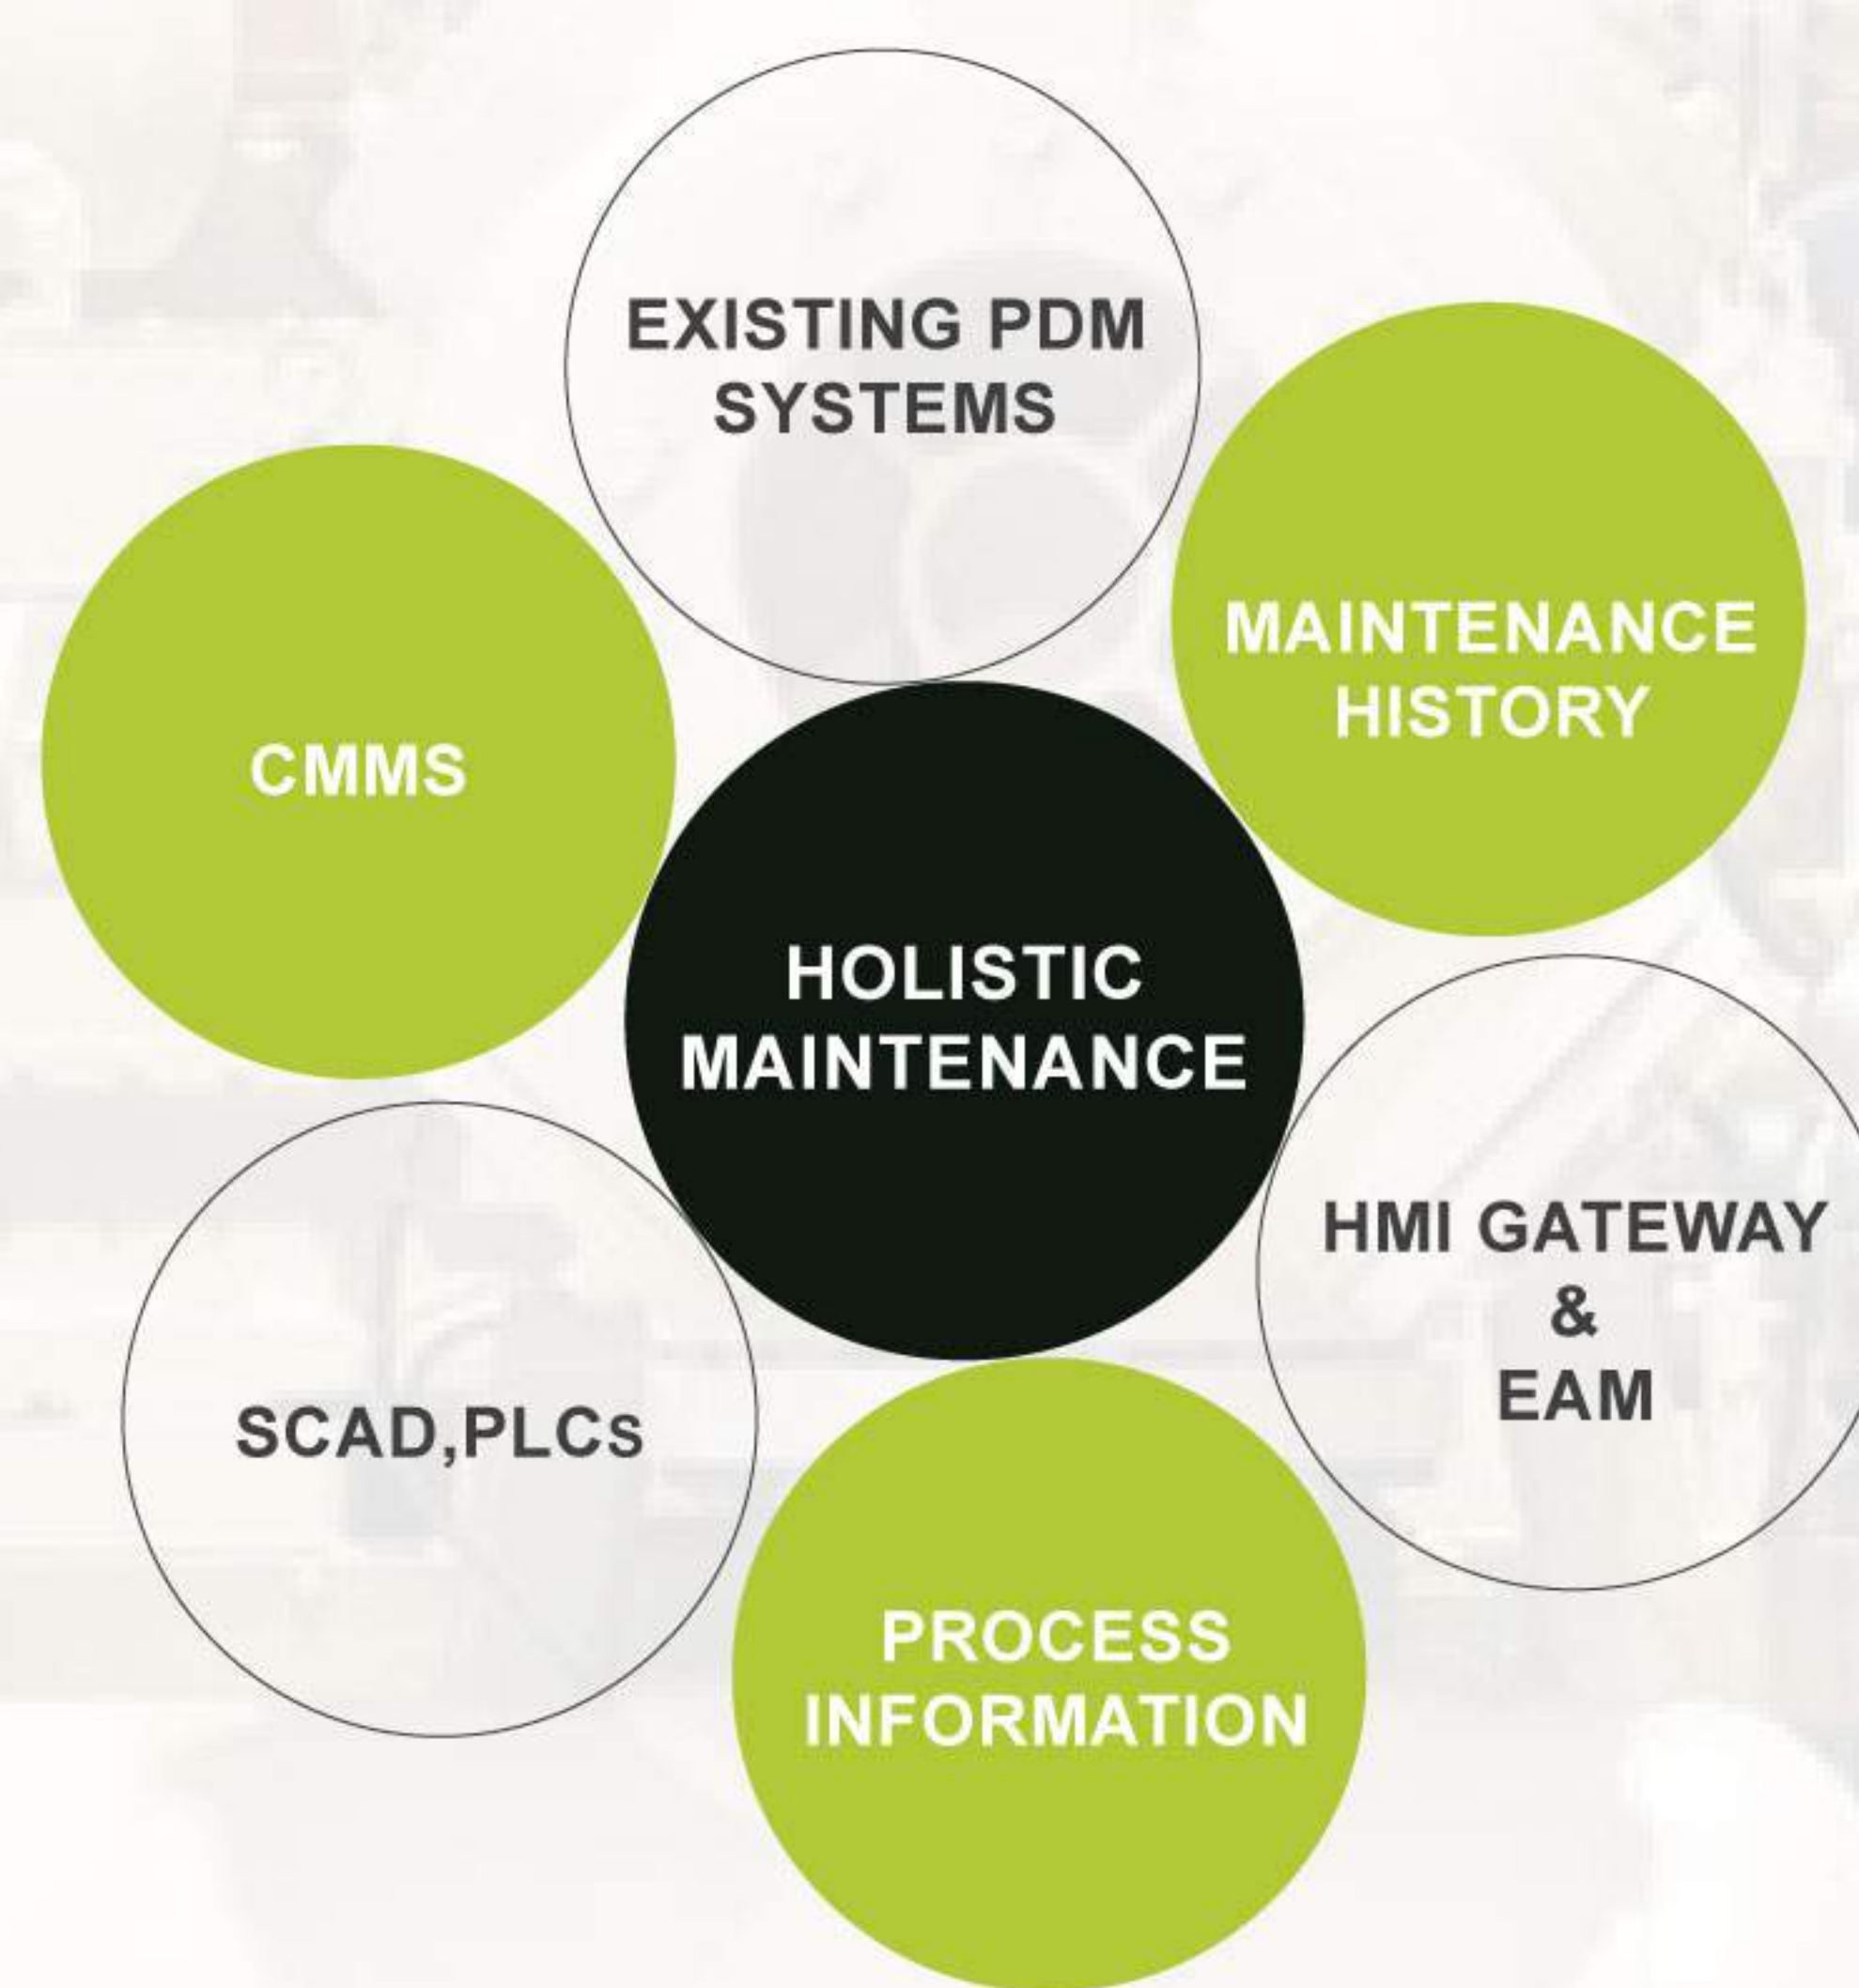 EXISTING PDM
SYSTEMS
MAINTENANCE
HISTORY
CMMS
HOLISTIC
MAINTENANCE
HMI GATEWAY
&
EAM
SCAD,PLCs
PROCESS
INFORMATION